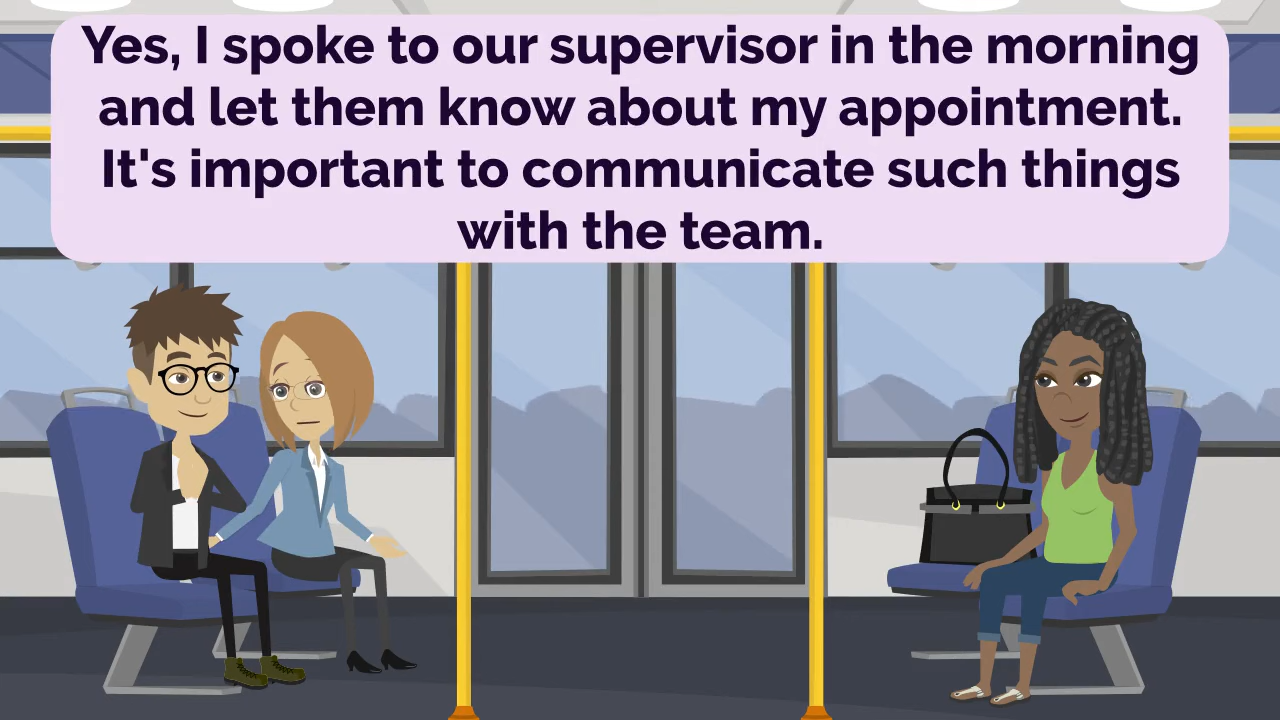 Yes, I spoke to our supervisor in the morning
and let them know about my appointment.
It's important to communicate such things
with the team.